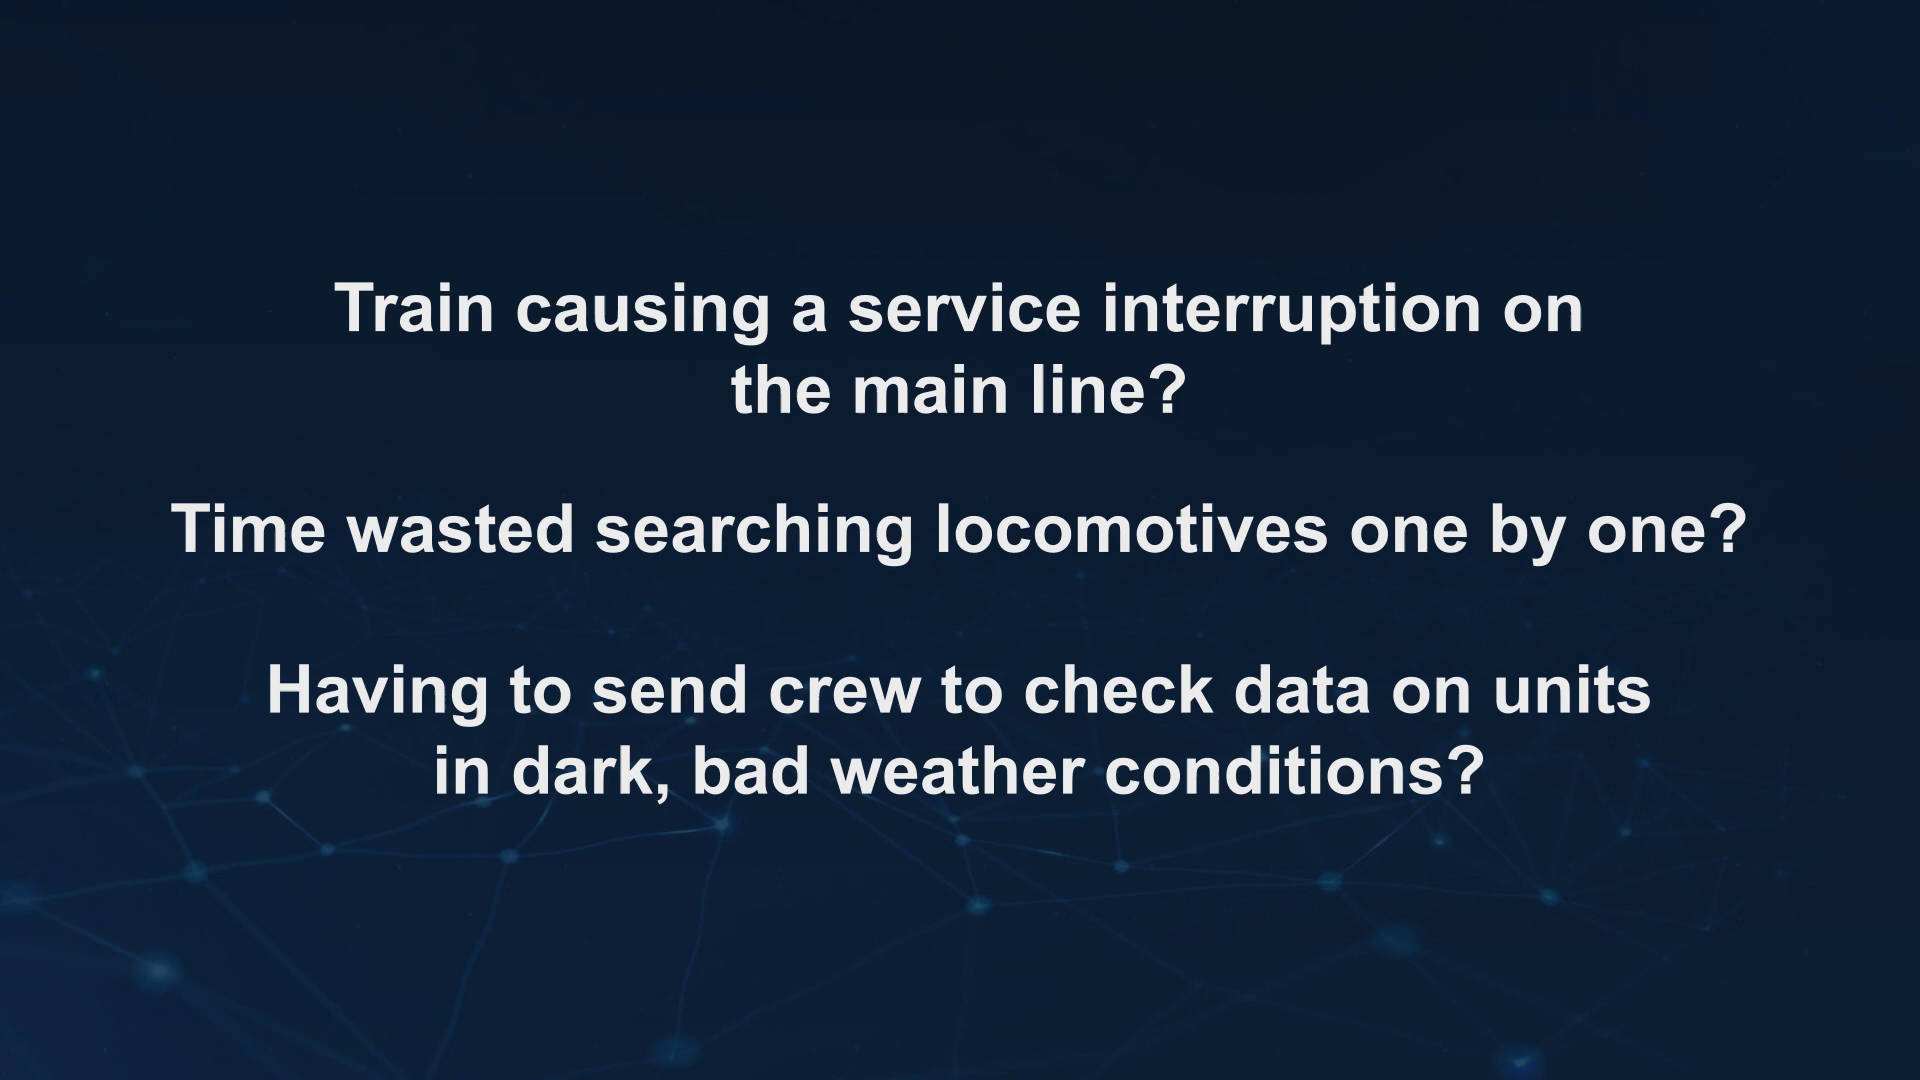 Train causing a service interruption on
the main line?
Time wasted searching locomotives one by one?
Having to send crew to check data on units
in dark, bad weather conditions?